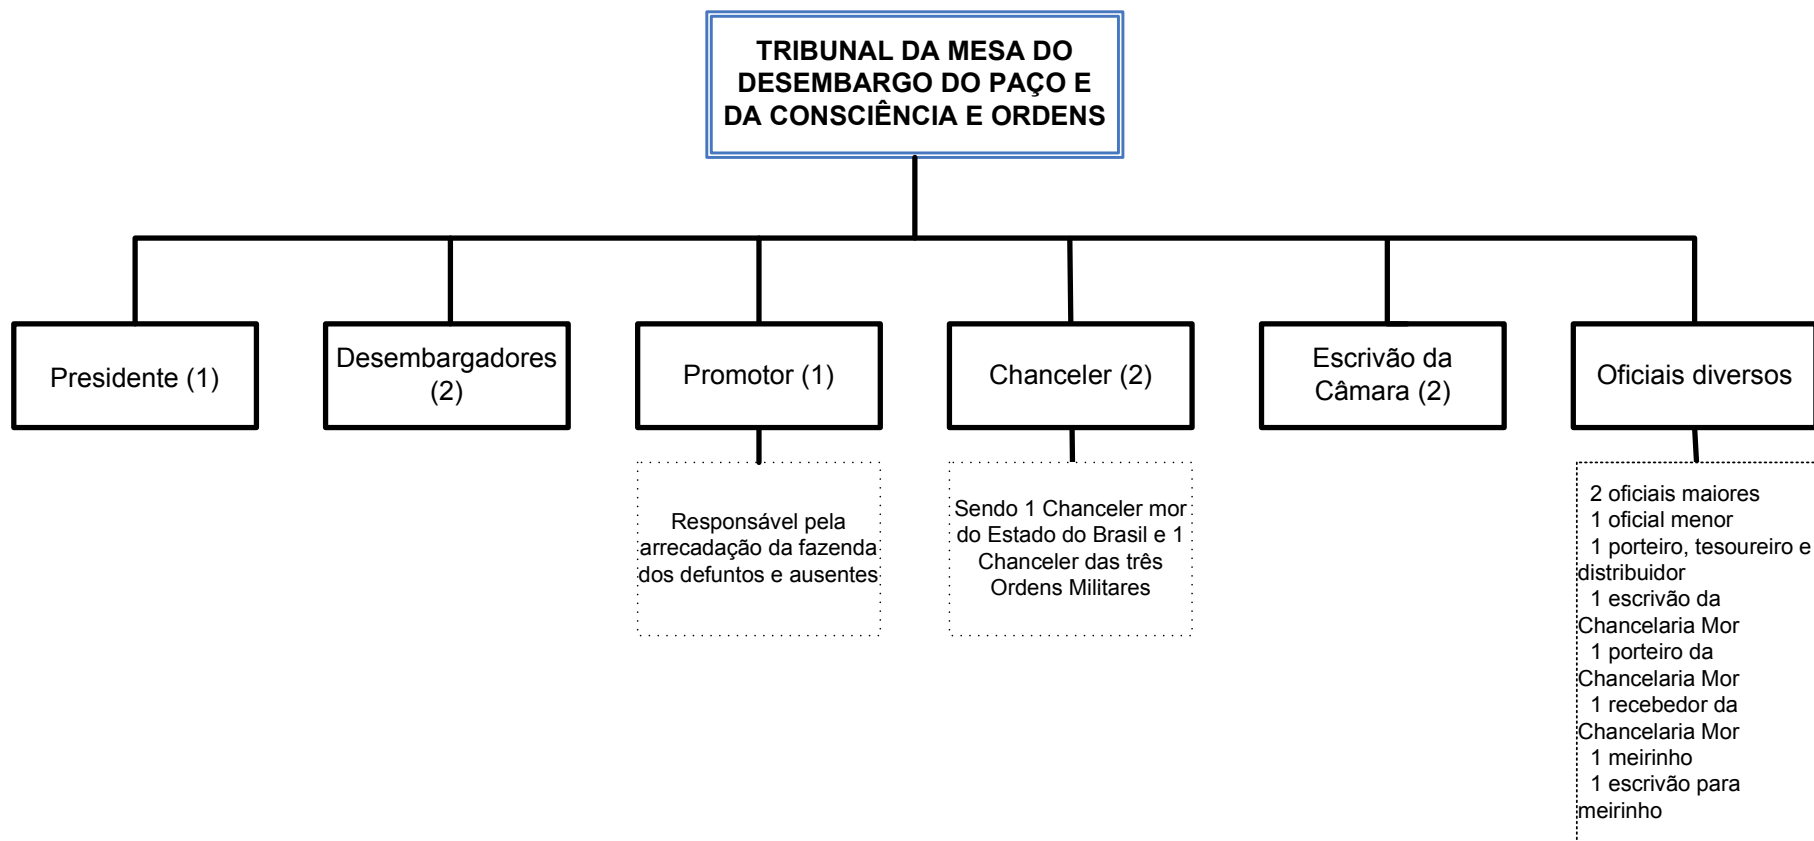 TRIBUNAL DA MESA DO
DESEMBARGO DO PAÇO E
DA CONSCIÊNCIA E ORDENS
Presidente (1)
Desembargadores
(2)
Promotor (1)
Chanceler (2)
Escrivão da
Câmara (2)
Oficiais diversos
Responsável pela
arrecadação da fazenda
dos defuntos e ausentes
Sendo 1 Chanceler mor
do Estado do Brasil e 1
Chanceler das três
Ordens Militares
2 oficiais maiores
1 oficial menor
1 porteiro, tesoureiro e
distribuidor
1 escrivão da
Chancelaria Mor
1 porteiro da
Chancelaria Mor
1 recebedor da
Chancelaria Mor
1 meirinho
1 escrivão para
meirinho